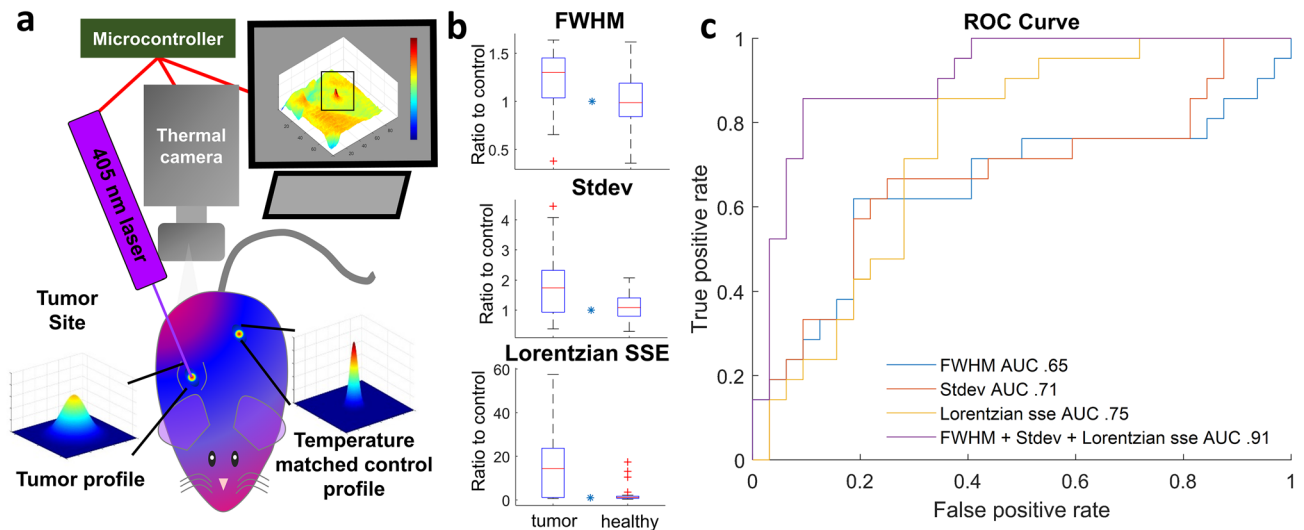 a
Microcontroller
Thermal
camera
405 nm laser
Tumor
Site
Tumor profile
Temperature
matched control
profile
b
FWHM
Ratio to control
1.5
1
0.5
Stdev
Ratio to control
4
3
2
1
Lorentzian SSE
Ratio to control
60
40
20
0
tumor
healthy
c
ROC Curve
True positive rate
1
0.8
0.6
0.4
0.2
0
0.2
0.4
0.6
0.8
1
False positive rate
FWHM AUC .65
Stdev AUC .71
Lorentzian sse AUC .75
FWHM + Stdev + Lorentzian sse AUC .91